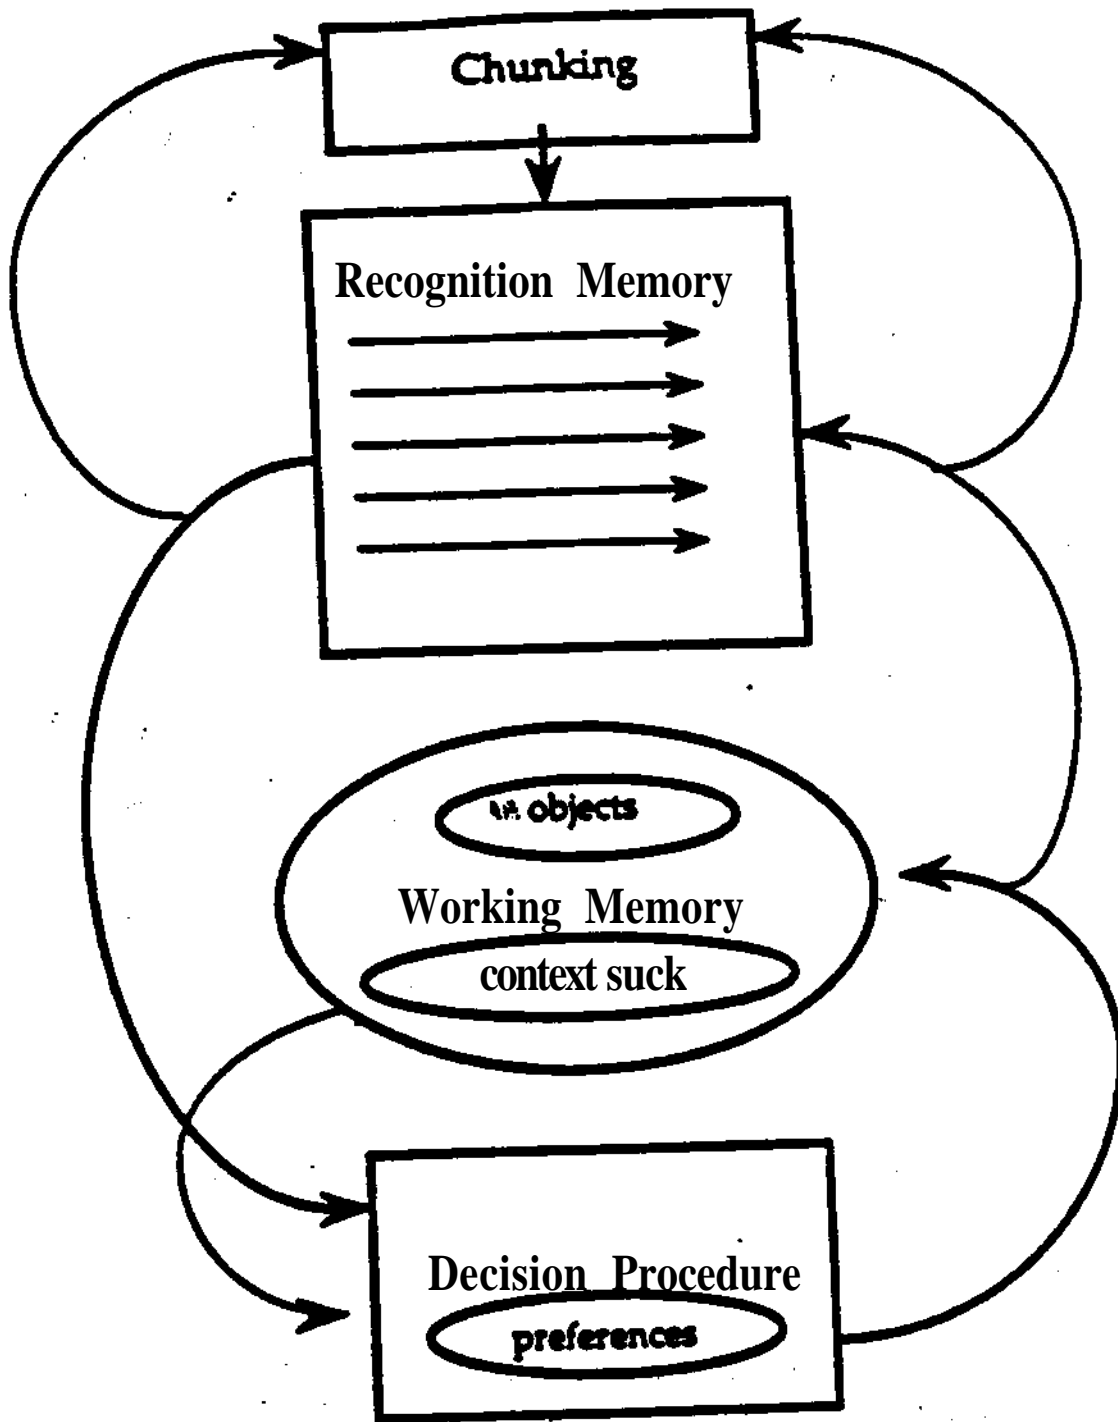 Chunking
Recognition Memory
objects
Working Memory
context suck
Decision Procedure
preferences